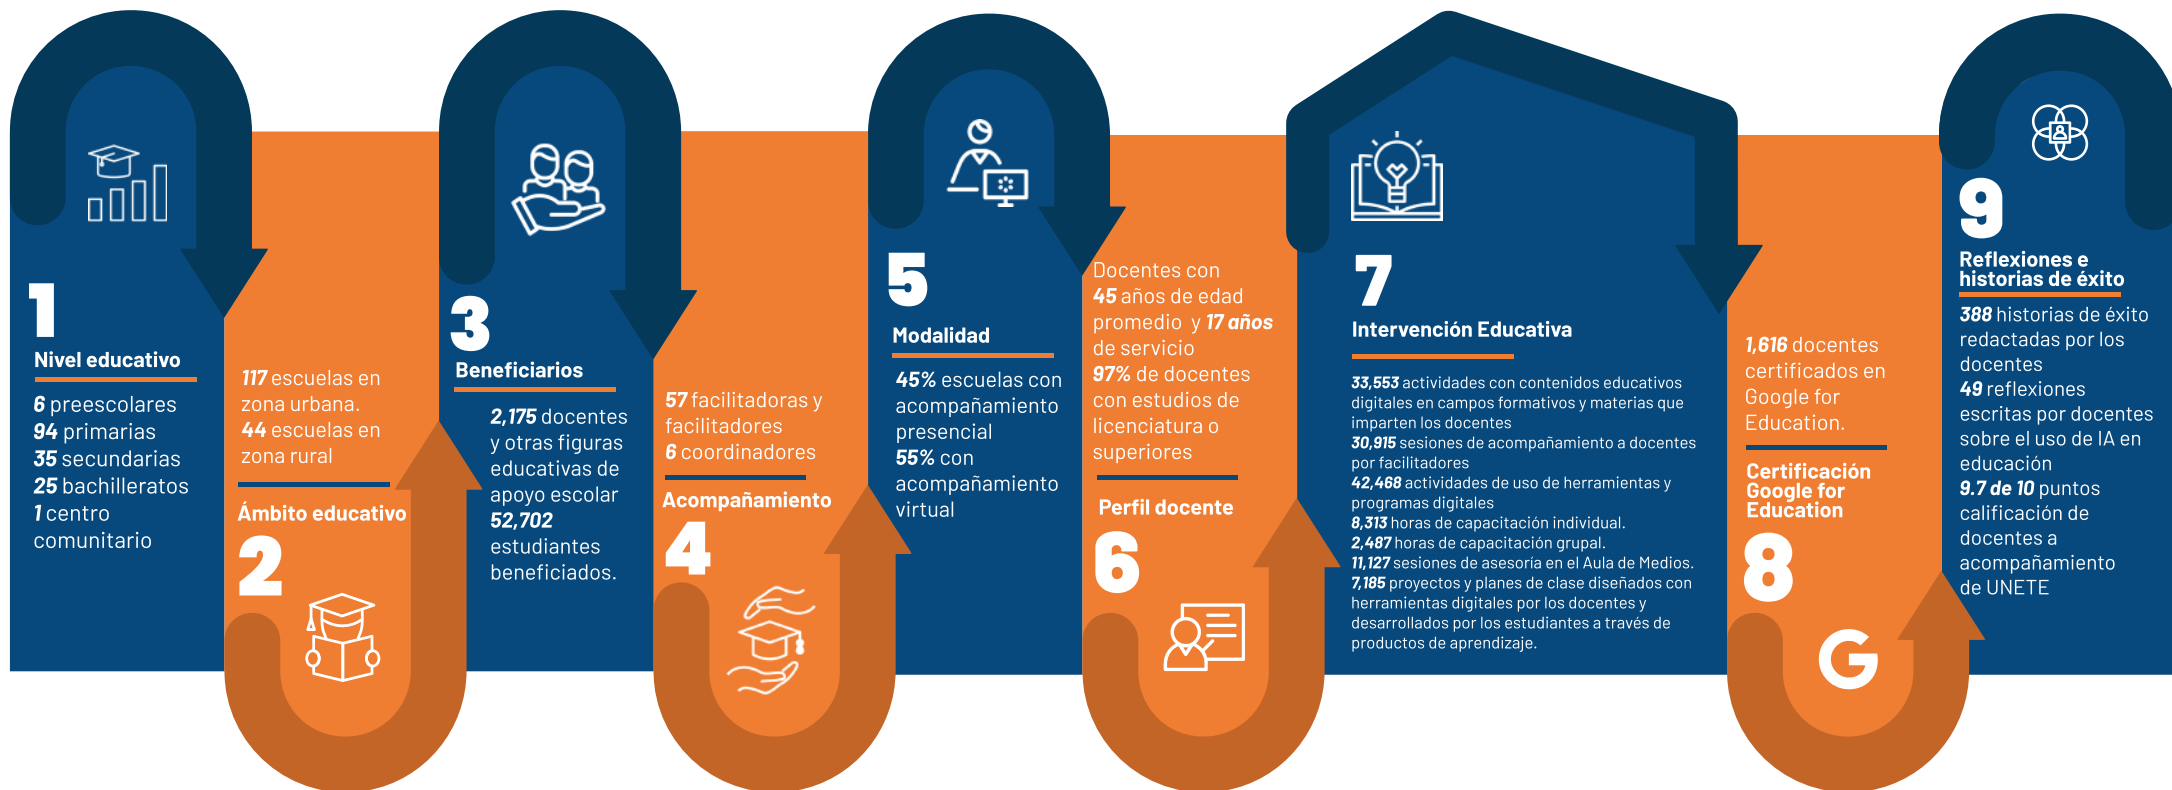 1
Nivel educativo
6 preescolares
94 primarias
35 secundarias
25 bachilleratos
1 centro
comunitario
117 escuelas en
zona urbana.
44 escuelas en
zona rural
Ámbito educativo
2
3
Beneficiarios
2,175 docentes
y otras figuras
educativas de
apoyo escolar
52,702
estudiantes
beneficiados.
57 facilitadoras y
facilitadores
6 coordinadores
Acompañamiento
4
5
Modalidad
45% escuelas con
acompañamiento
presencial
55% con
acompañamiento
virtual
Docentes con
45 años de edad
promedio y 17 años
de servicio
97% de docentes
con estudios de
licenciatura o
superiores
Perfil docente
6
7
Intervención Educativa
33,553 actividades con contenidos educativos
digitales en campos formativos y materias que
imparten los docentes
30,915 sesiones de acompañamiento a docentes
por facilitadores
42,468 actividades de uso de herramientas y
programas digitales
8,313 horas de capacitación individual.
2,487 horas de capacitación grupal.
11,127 sesiones de asesoría en el Aula de Medios.
7,185 proyectos y planes de clase diseñados con
herramientas digitales por los docentes y
desarrollados por los estudiantes a través de
productos de aprendizaje.
1,616 docentes
certificados en
Google for
Education.
Certificación
Google for
Education
8
G
9
Reflexiones e
historias de éxito
388 historias de éxito
redactadas por los
docentes
49 reflexiones
escritas por docentes
sobre el uso de IA en
educación
9.7 de 10 puntos
calificación de
docentes a
acompañamiento
de UNETE